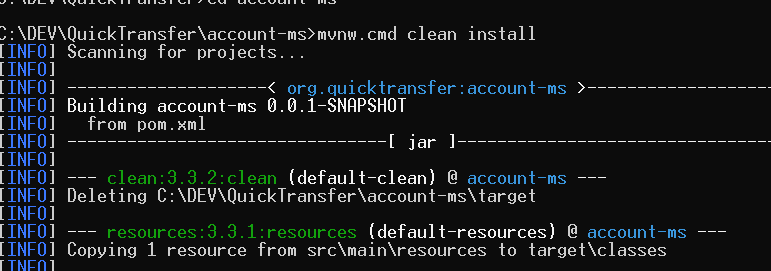 C:\DEV\QuickTransfer>cd account-ms
C:\DEV\QuickTransfer\account-ms>mvnw.cmd clean install
[INFO] Scanning for projects...
[INFO]
[INFO] --------------------< org.quicktransfer:account-ms >-------------------
[INFO] Building account-ms 0.0.1-SNAPSHOT
[INFO]   from pom.xml
[INFO] --------------------------------[ jar ]--------------------------------
[INFO]
[INFO] --- clean:3.3.2:clean (default-clean) @ account-ms ---
[INFO] Deleting C:\DEV\QuickTransfer\account-ms\target
[INFO]
[INFO] --- resources:3.3.1:resources (default-resources) @ account-ms ---
[INFO] Copying 1 resource from src\main\resources to target\classes
[INFO]